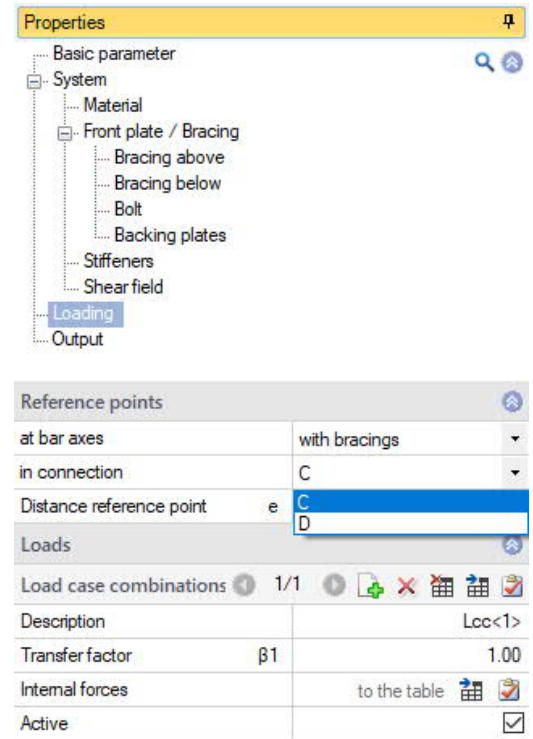 Properties
Basic parameter
System
Material
Front plate / Bracing
Bracing above
Bracing below
Bolt
Backing plates
Stiffeners
Shear field
Loading
Output
Reference points
at bar axes with bracings
in connection C
Distance reference point e C
D
Loads
Load case combinations 1/1
Description Lcc<1>
Transfer factor β1 1.00
Internal forces to the table
Active